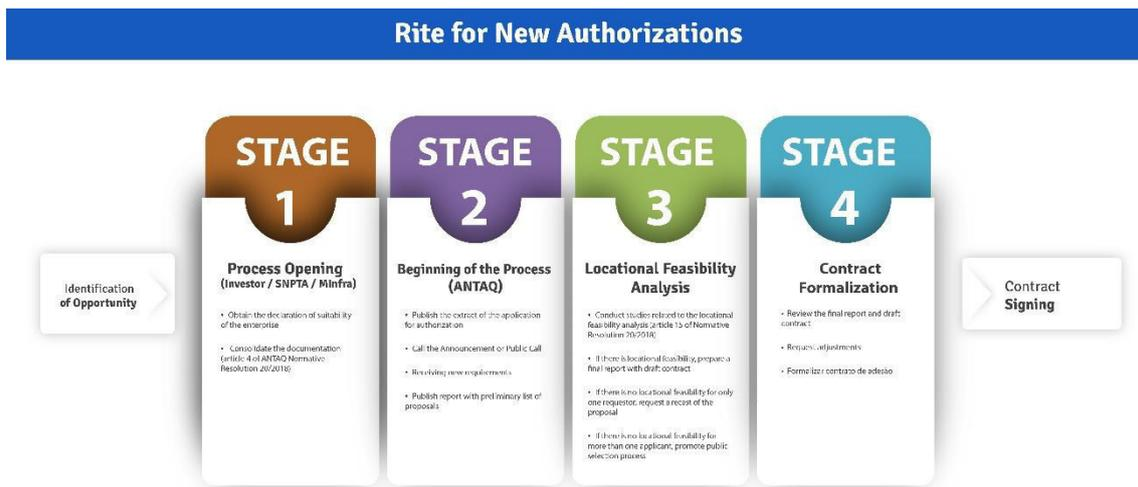 Rite for New Authorizations
Identification
of Opportunity
STAGE
1
Process Opening
(Investor / SNPTA / MInfra)
• Obtain the declaration of suitability
of the enterprise
• Consolidate the documentation
(article 4 of ANTAQ Normative
Resolution 20/2018)
STAGE
2
Beginning of the Process
(ANTAQ)
• Publish the extract of the application
for authorization
• Call the Announcement or Public Call
• Receiving new requirements
• Publish report with preliminary list of
proposals
STAGE
3
Locational Feasibility
Analysis
• Conduct studies related to the locational
feasibility analysis (article 15 of Normative
Resolution 20/2018)
• If there is locational feasibility, prepare a
final report with draft contract
• If there is no locational feasibility for only
one requestor, request a recast of the
proposal
• If there is no locational feasibility for
more than one applicant, promote public
selection process
STAGE
4
Contract
Formalization
• Review the final report and draft
contract
• Request adjustments
• Formalizar contrato de adesão
Contract
Signing